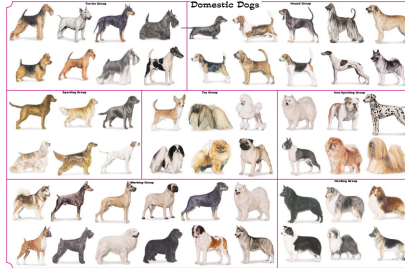 Domestic Dogs
Terrier Group
Hound Group
Sporting Group
Toy Group
Non-Sporting Group
Working Group
Herding Group